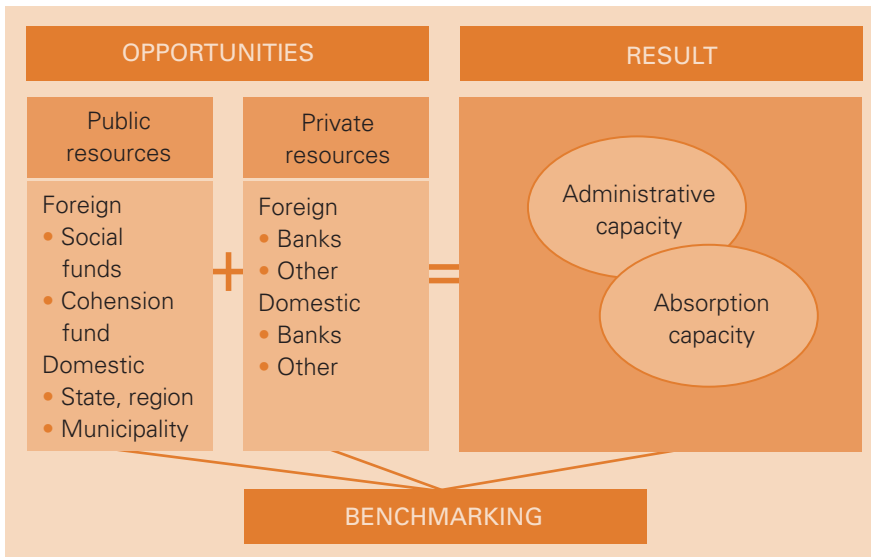 OPPORTUNITIES
RESULT
Public
resources
Private
resources
Foreign
• Social
funds
• Cohension
fund
Domestic
• State, region
• Municipality
+
Foreign
• Banks
• Other
Domestic
• Banks
• Other
=
Administrative
capacity
Absorption
capacity
BENCHMARKING